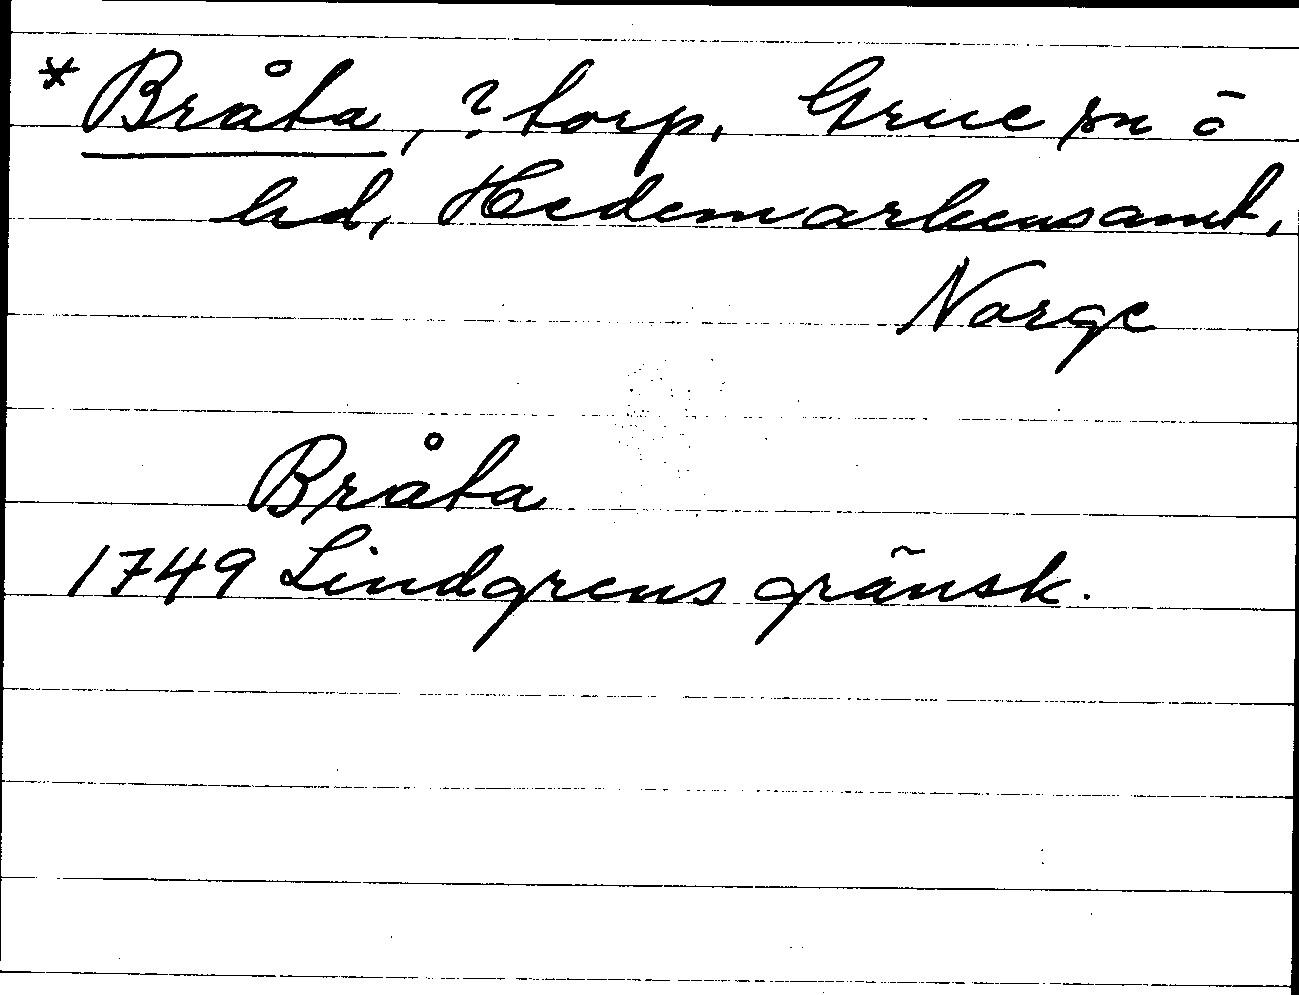 * Bråta, ? torp. Grue sn ö
hd, Hedemarkensamt,
Norge
Bråta
1749 Lindgrens gränsk.